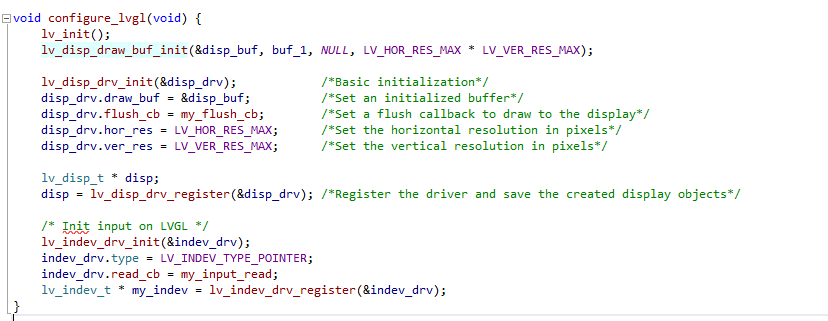 void configure_lvgl(void) {
    lv_init();
    lv_disp_draw_buf_init(&disp_buf, buf_1, NULL, LV_HOR_RES_MAX * LV_VER_RES_MAX);

    lv_disp_drv_init(&disp_drv);            /*Basic initialization*/
    disp_drv.draw_buf = &disp_buf;          /*Set an initialized buffer*/
    disp_drv.flush_cb = my_flush_cb;        /*Set a flush callback to draw to the display*/
    disp_drv.hor_res = LV_HOR_RES_MAX;      /*Set the horizontal resolution in pixels*/
    disp_drv.ver_res = LV_VER_RES_MAX;      /*Set the vertical resolution in pixels*/

    lv_disp_t * disp;
    disp = lv_disp_drv_register(&disp_drv); /*Register the driver and save the created display objects*/

    /* Init input on LVGL */
    lv_indev_drv_init(&indev_drv);
    indev_drv.type = LV_INDEV_TYPE_POINTER;
    indev_drv.read_cb = my_input_read;
    lv_indev_t * my_indev = lv_indev_drv_register(&indev_drv);
}